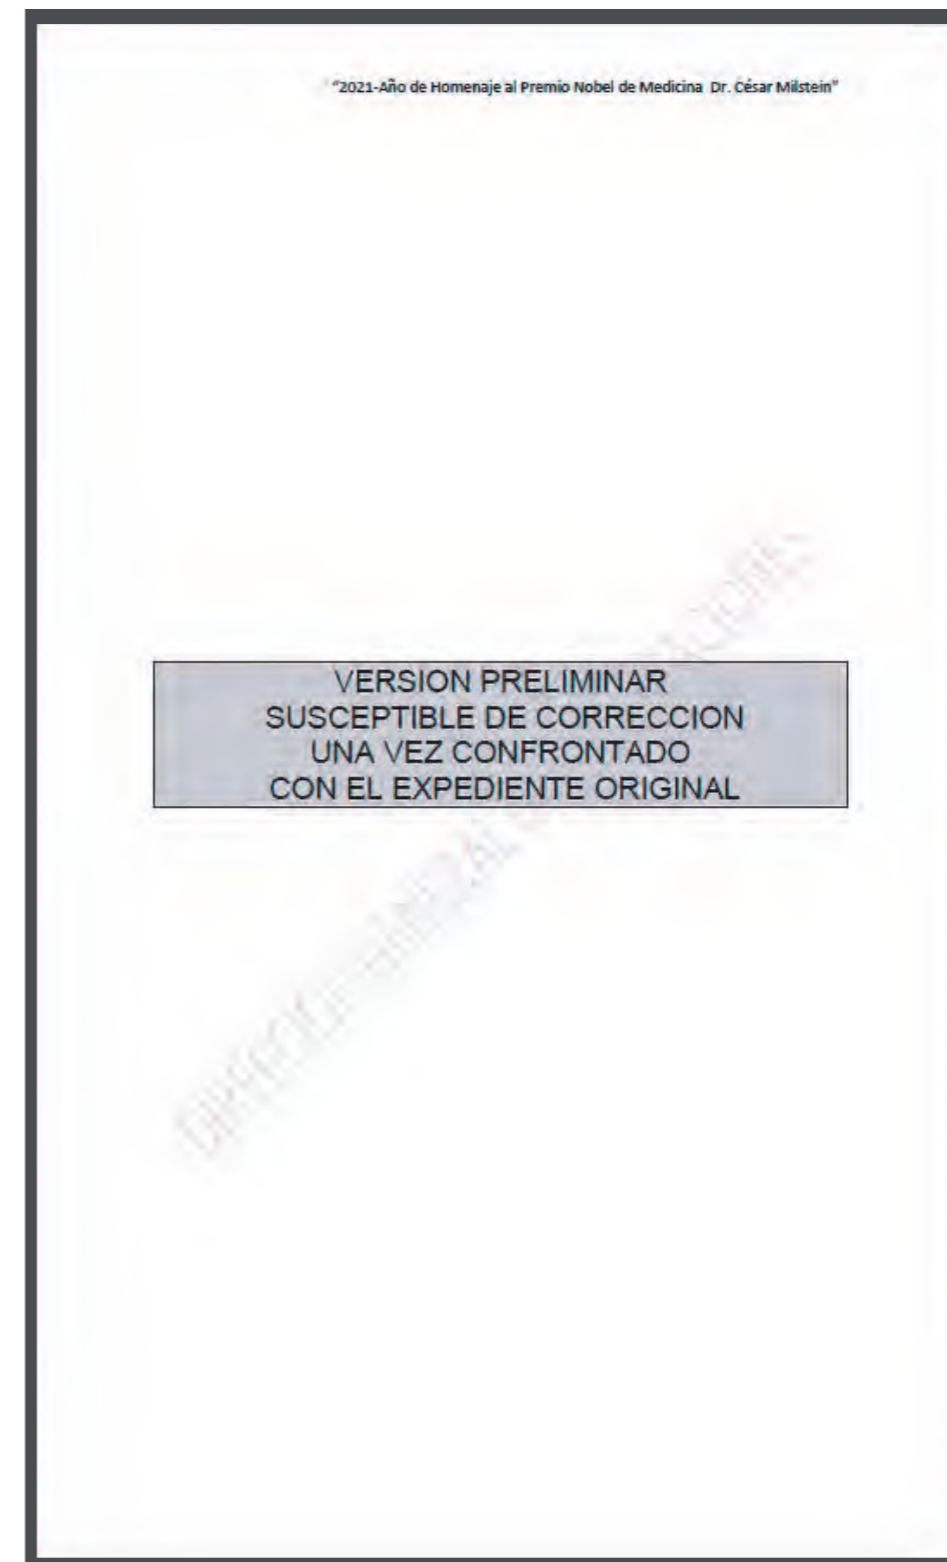 "2021-Año de Homenaje al Premio Nobel de Medicina Dr. César Milstein"
VERSION PRELIMINAR
SUSCEPTIBLE DE CORRECCION
UNA VEZ CONFRONTADO
CON EL EXPEDIENTE ORIGINAL